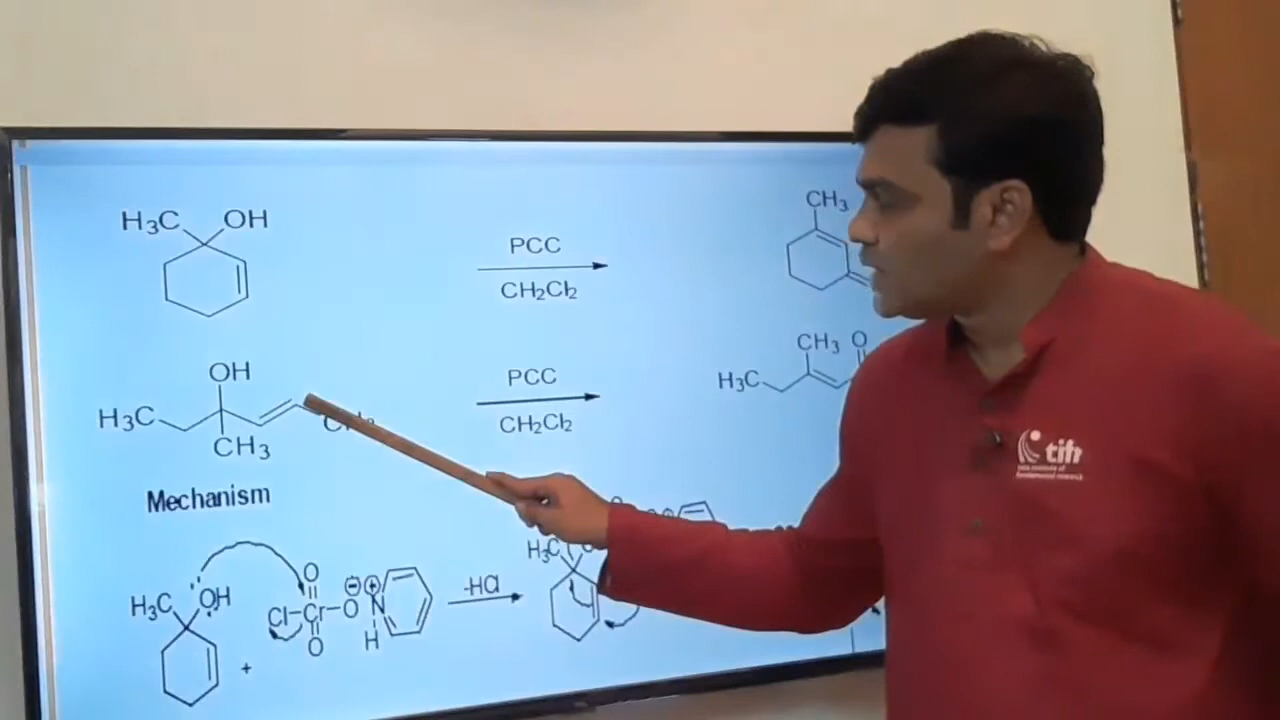 H₃C OH
PCC
CH₂Cl₂
CH₃
OH
H₃C
CH₃
PCC
CH₂Cl₂
CH₃ O
H₃C
Mechanism
H₃C OH
+
O
Cl Cr O ⊖ ⊕ N
O
H
-HCl
H₃C
tifr